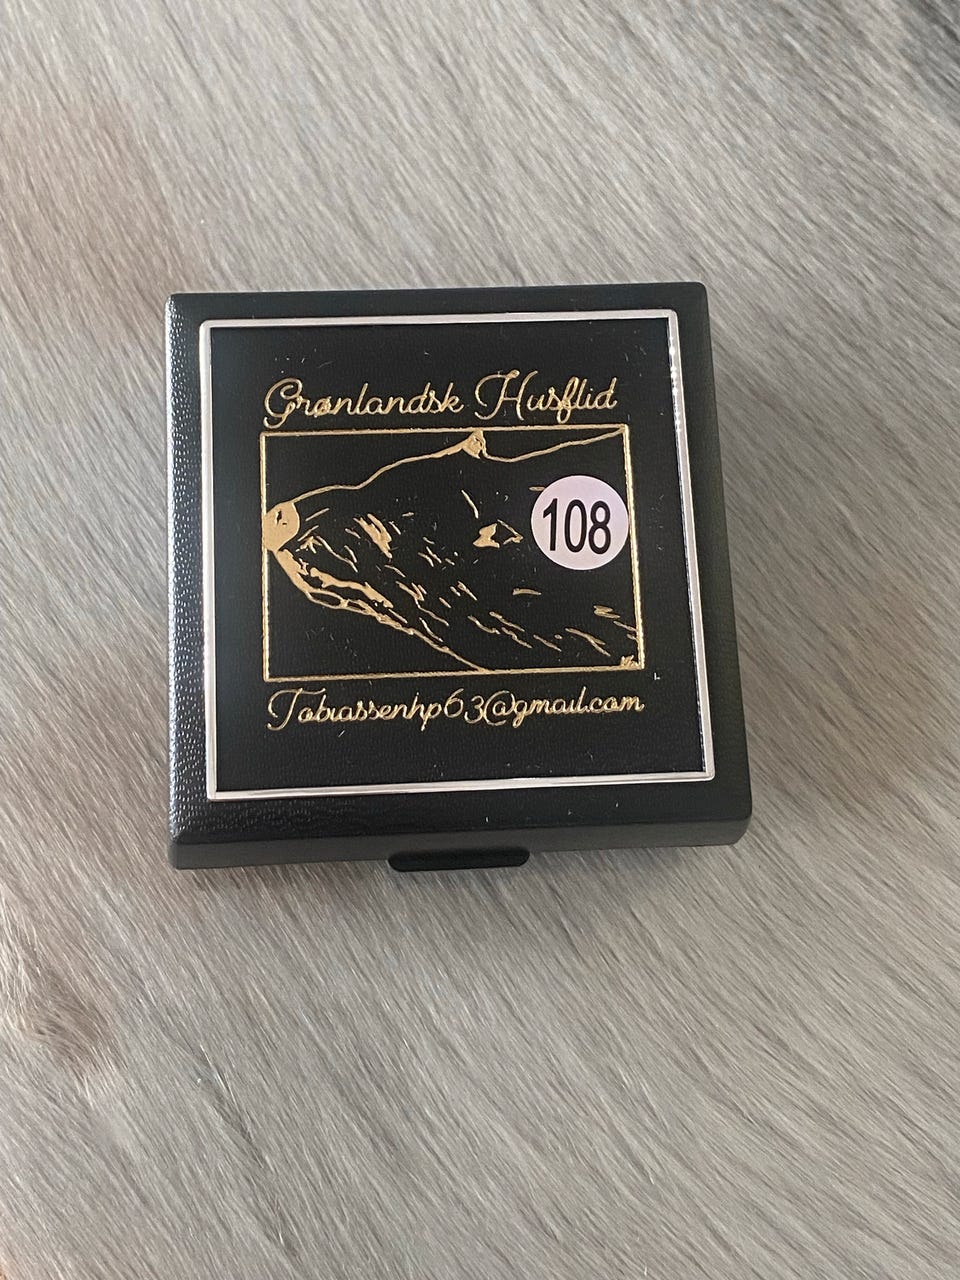 Grønlandsk Husflid
108
Tobiassenhp63@gmail.com